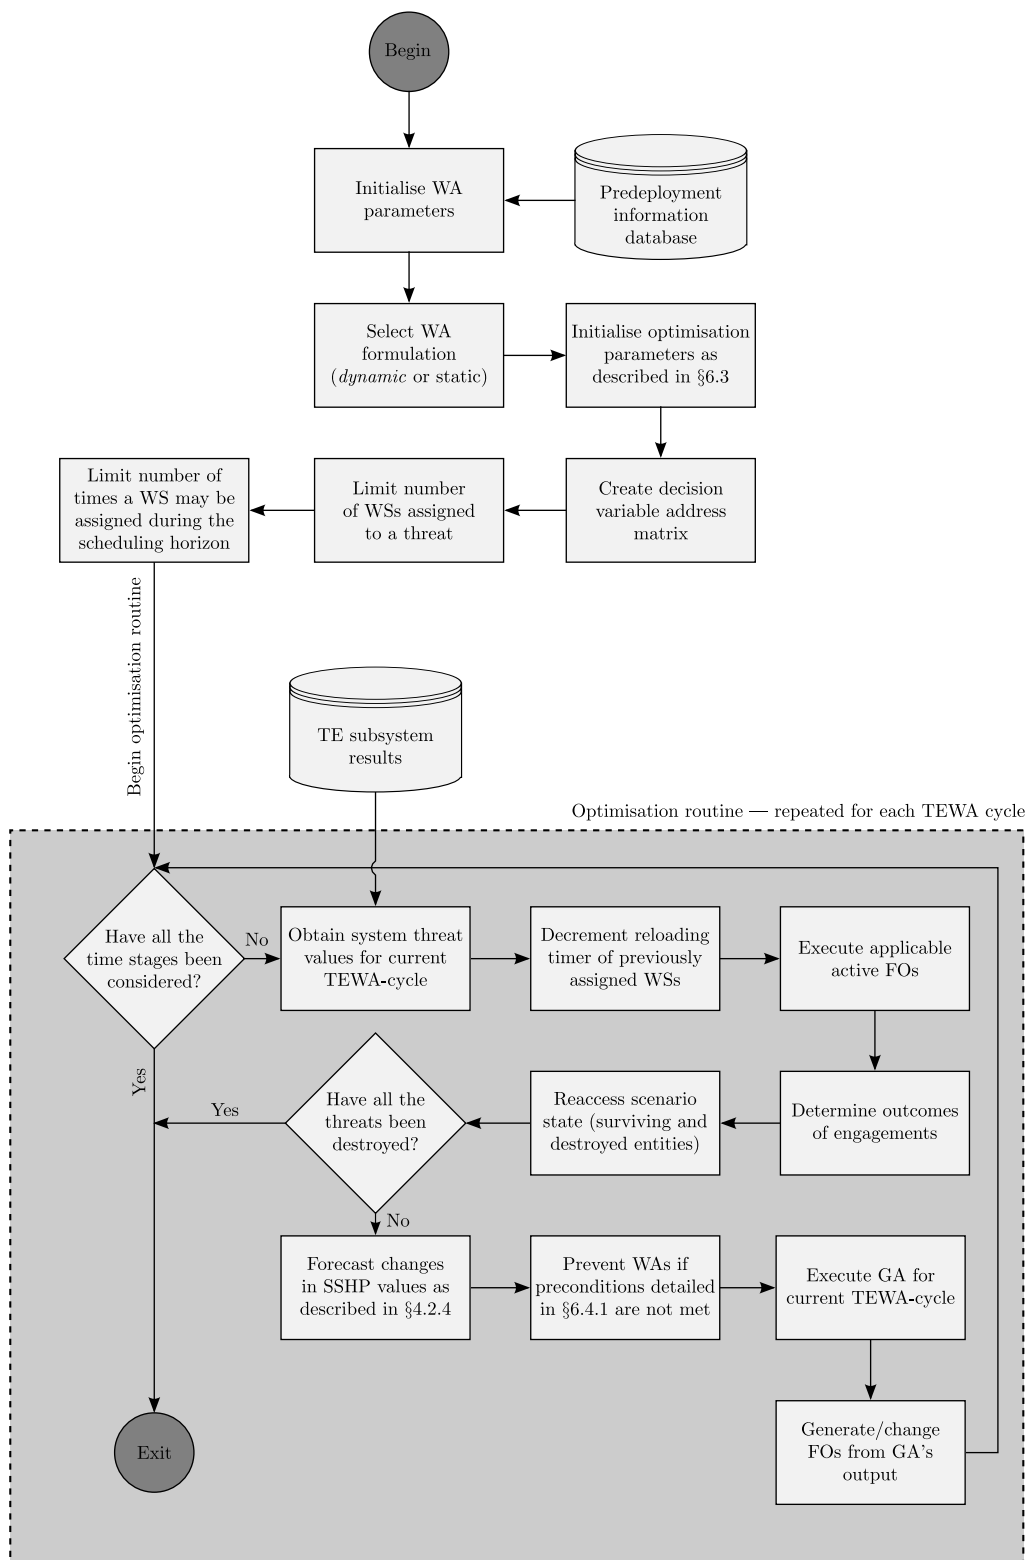 Begin
Initialise WA
parameters
Predeployment
information
database
Select WA
formulation
(dynamic or static)
Initialise optimisation
parameters as
described in §6.3
Limit number of
times a WS may be
assigned during the
scheduling horizon
Limit number
of WSs assigned
to a threat
Create decision
variable address
matrix
Begin optimisation routine
TE subsystem
results
Optimisation routine — repeated for each TEWA cycle
Have all the
time stages been
considered?
No
Obtain system threat
values for current
TEWA-cycle
Decrement reloading
timer of previously
assigned WSs
Execute applicable
active FOs
Yes
Yes
Have all the
threats been
destroyed?
Reaccess scenario
state (surviving and
destroyed entities)
Determine outcomes
of engagements
No
Forecast changes
in SSHP values as
described in §4.2.4
Prevent WAs if
preconditions detailed
in §6.4.1 are not met
Execute GA for
current TEWA-cycle
Exit
Generate/change
FOs from GA's
output